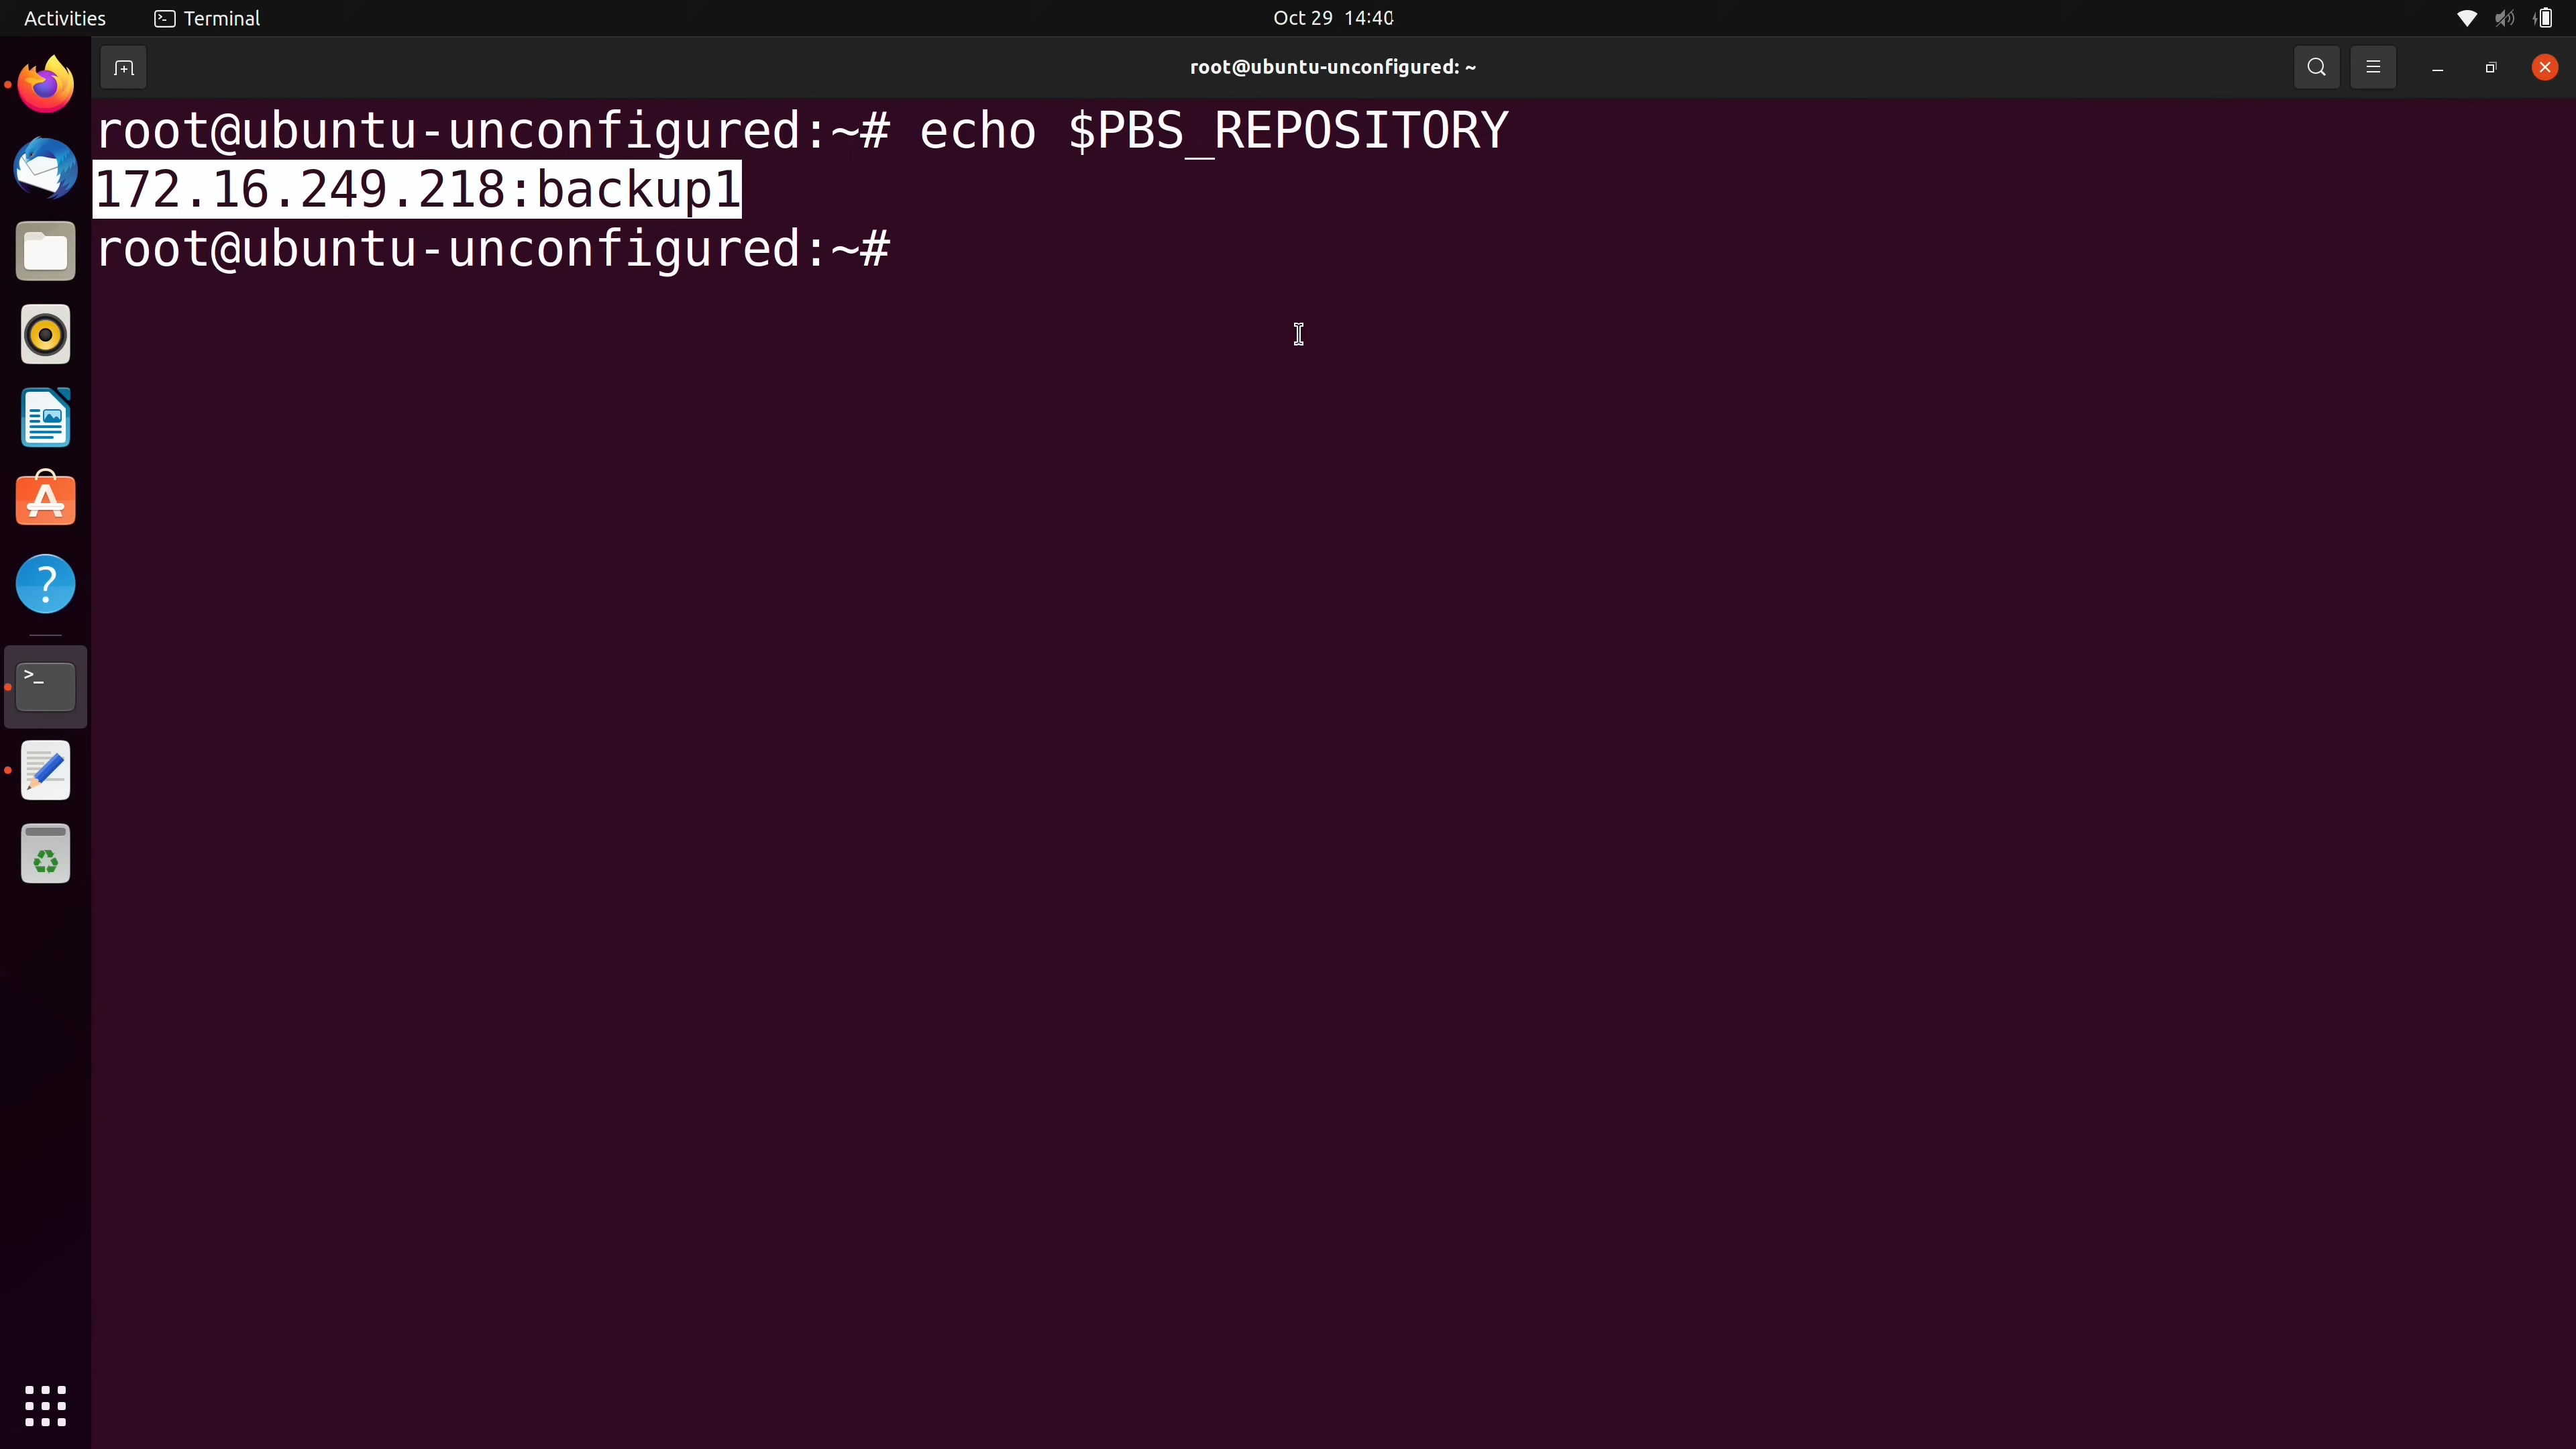 Activities Terminal Oct 29 14:40
root@ubuntu-unconfigured: ~
root@ubuntu-unconfigured:~# echo $PBS_REPOSITORY
172.16.249.218:backup1
root@ubuntu-unconfigured:~#